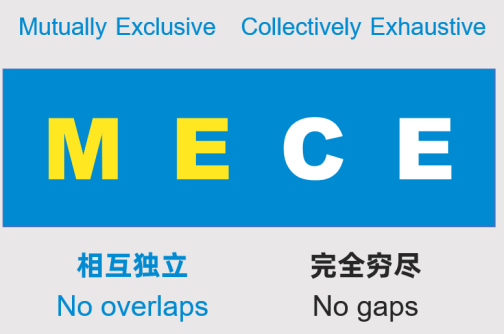 Mutually Exclusive Collectively Exhaustive
M E C E
相互独立 完全穷尽
No overlaps No gaps